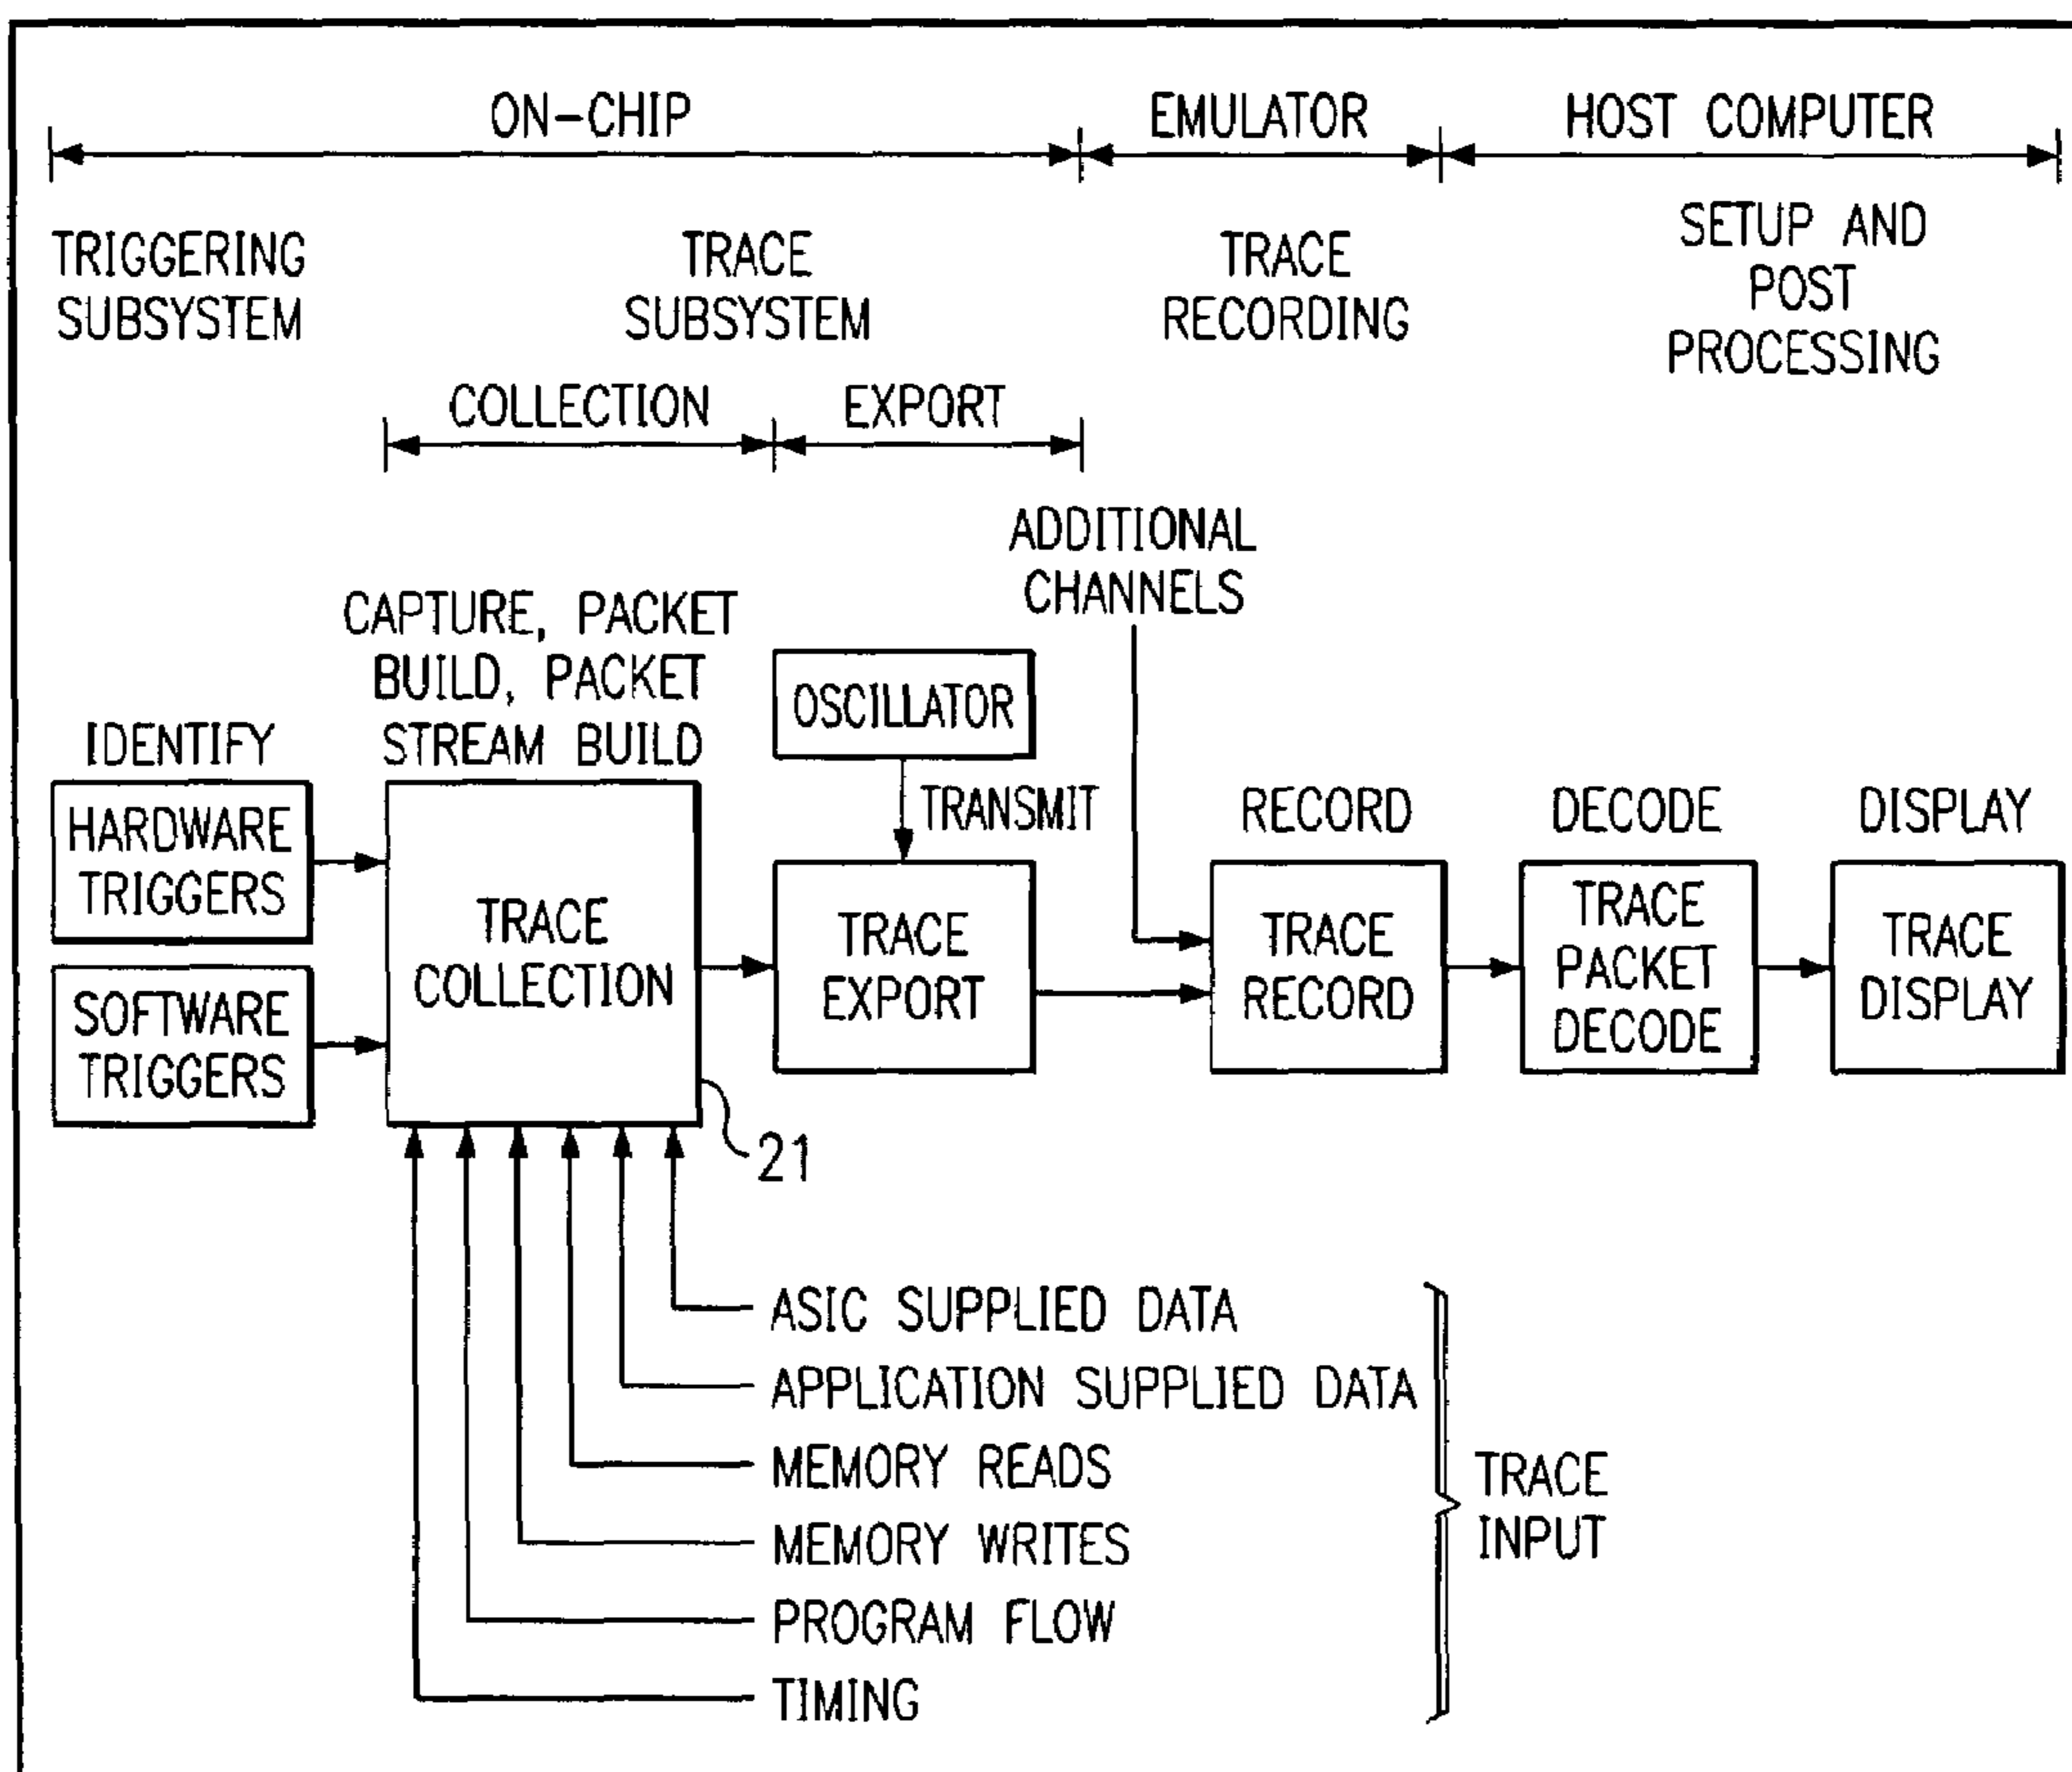 ON-CHIP
EMULATOR
HOST COMPUTER
TRIGGERING
SUBSYSTEM
TRACE
SUBSYSTEM
TRACE
RECORDING
SETUP AND
POST
PROCESSING
COLLECTION
EXPORT
ADDITIONAL
CHANNELS
CAPTURE, PACKET
BUILD, PACKET
STREAM BUILD
OSCILLATOR
IDENTIFY
TRANSMIT
RECORD
DECODE
DISPLAY
HARDWARE
TRIGGERS
SOFTWARE
TRIGGERS
TRACE
COLLECTION
TRACE
EXPORT
TRACE
RECORD
TRACE
PACKET
DECODE
TRACE
DISPLAY
21
ASIC SUPPLIED DATA
APPLICATION SUPPLIED DATA
MEMORY READS
MEMORY WRITES
PROGRAM FLOW
TIMING
TRACE
INPUT